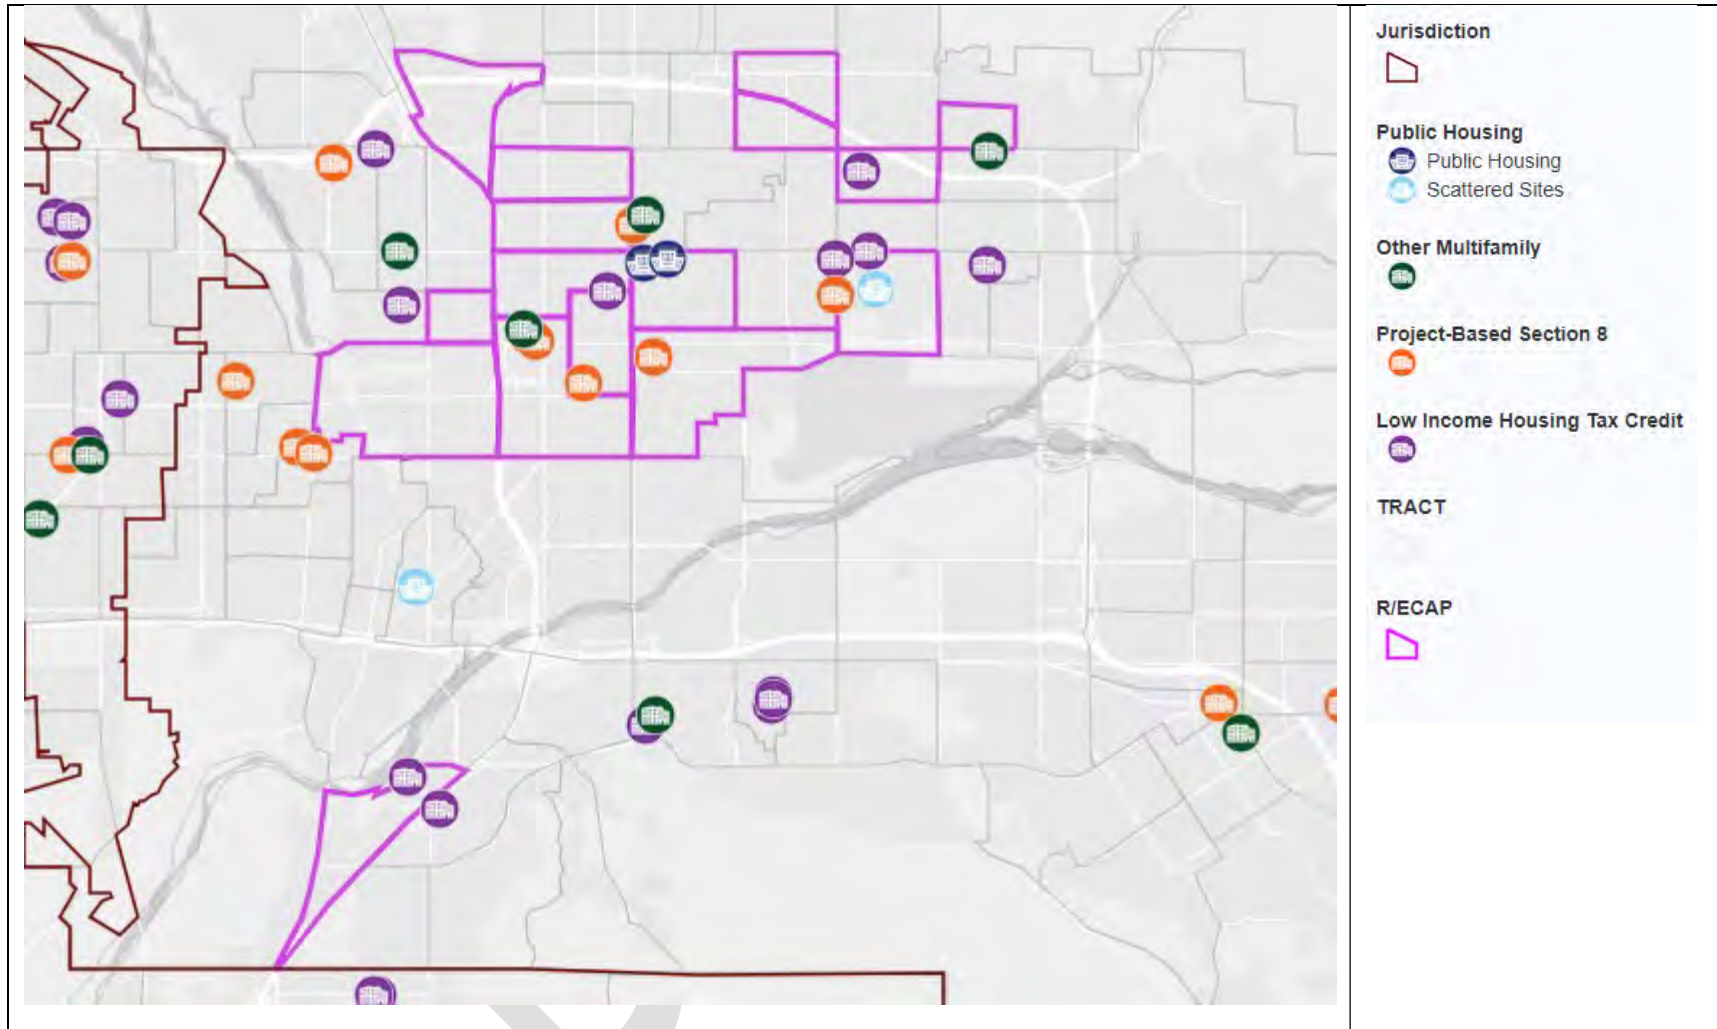 Jurisdiction
Public Housing
Public Housing
Scattered Sites
Other Multifamily
Project-Based Section 8
Low Income Housing Tax Credit
TRACT
R/ECAP